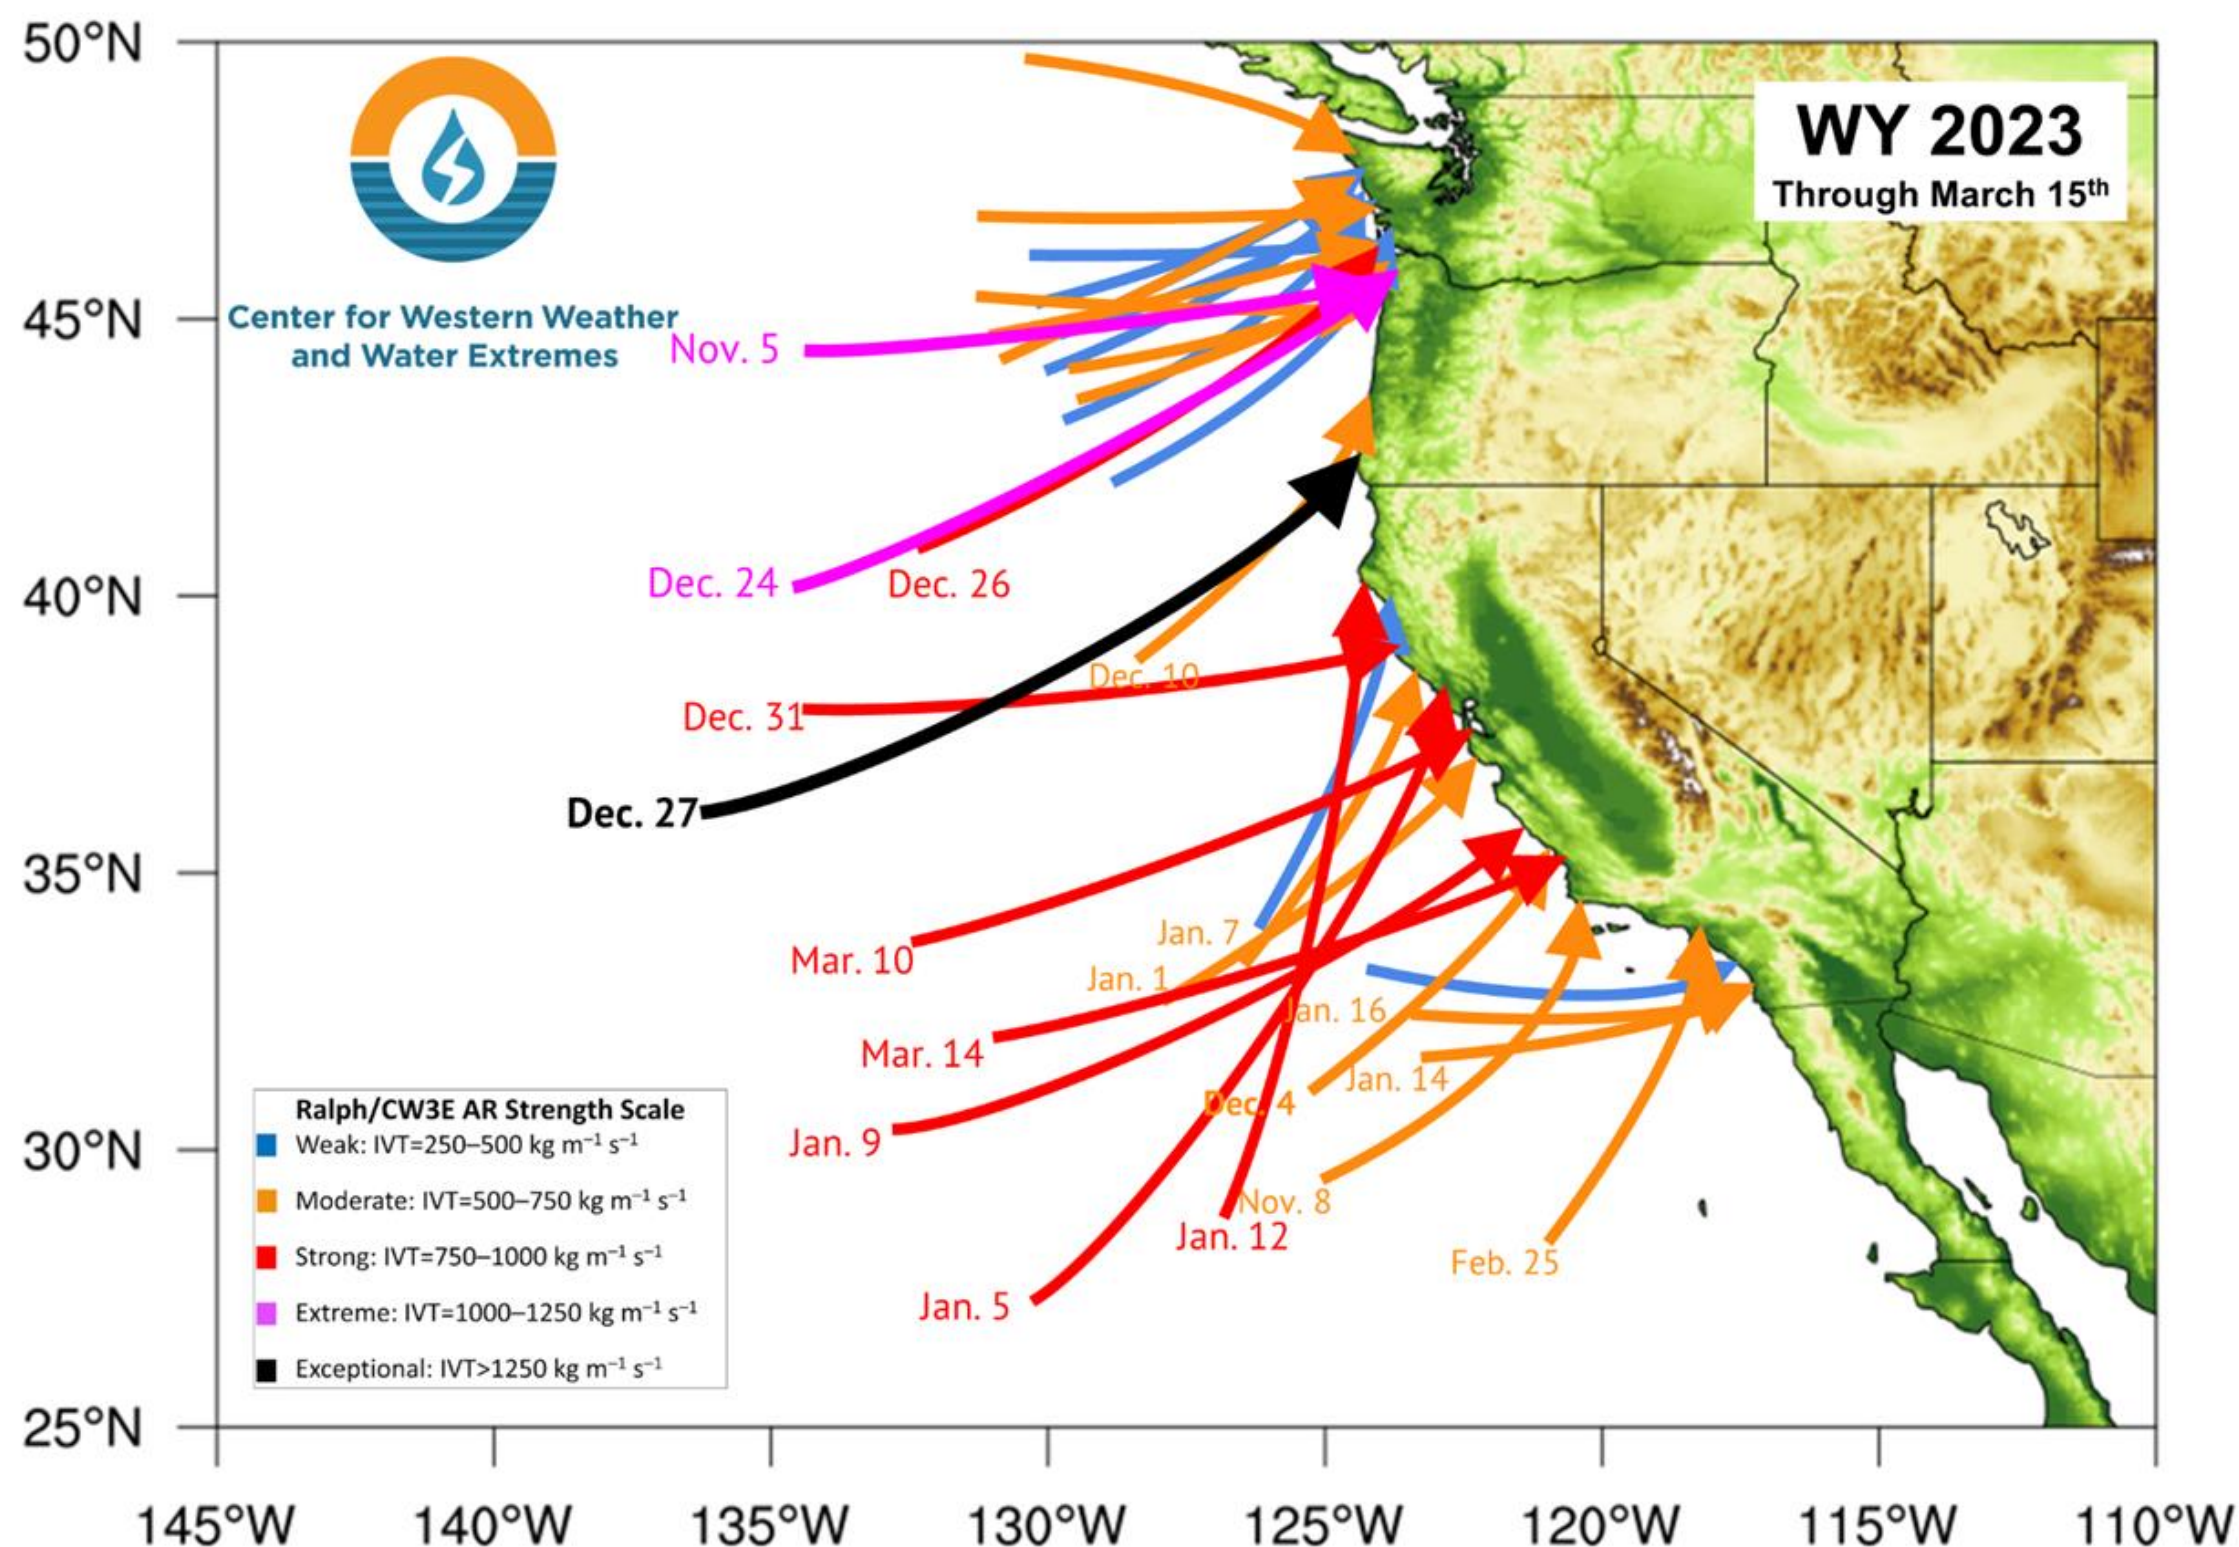 50°N
45°N
40°N
35°N
30°N
25°N
145°W
140°W
135°W
130°W
125°W
120°W
115°W
110°W
WY 2023
Through March 15th
Center for Western Weather
and Water Extremes
Nov. 5
Dec. 24
Dec. 26
Dec. 10
Dec. 31
Dec. 27
Jan. 7
Mar. 10
Jan. 1
Jan. 16
Mar. 14
Jan. 14
Dec. 4
Jan. 9
Nov. 8
Jan. 12
Feb. 25
Jan. 5
Ralph/CW3E AR Strength Scale
Weak: IVT=250–500 kg m⁻¹ s⁻¹
Moderate: IVT=500–750 kg m⁻¹ s⁻¹
Strong: IVT=750–1000 kg m⁻¹ s⁻¹
Extreme: IVT=1000–1250 kg m⁻¹ s⁻¹
Exceptional: IVT>1250 kg m⁻¹ s⁻¹